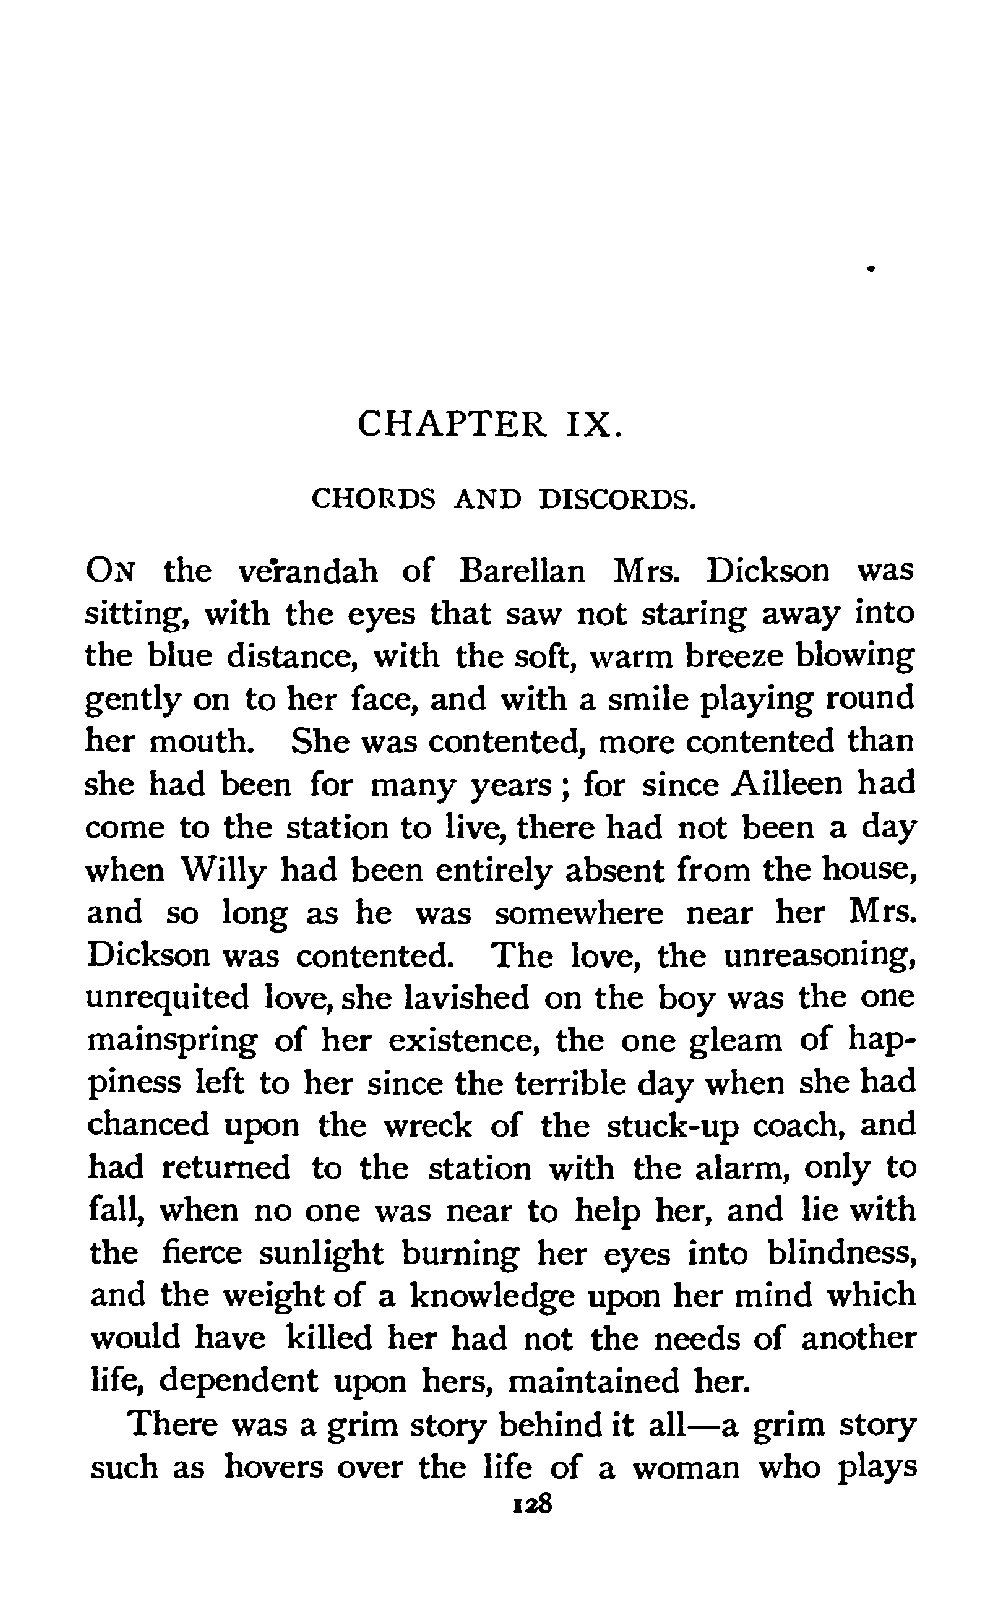 CHAPTER IX.
CHORDS AND DISCORDS.
ON the verandah of Barellan Mrs. Dickson was
sitting, with the eyes that saw not staring away into
the blue distance, with the soft, warm breeze blowing
gently on to her face, and with a smile playing round
her mouth. She was contented, more contented than
she had been for many years ; for since Ailleen had
come to the station to live, there had not been a day
when Willy had been entirely absent from the house,
and so long as he was somewhere near her Mrs.
Dickson was contented. The love, the unreasoning,
unrequited love, she lavished on the boy was the one
mainspring of her existence, the one gleam of hap-
piness left to her since the terrible day when she had
chanced upon the wreck of the stuck-up coach, and
had returned to the station with the alarm, only to
fall, when no one was near to help her, and lie with
the fierce sunlight burning her eyes into blindness,
and the weight of a knowledge upon her mind which
would have killed her had not the needs of another
life, dependent upon hers, maintained her.
There was a grim story behind it all—a grim story
such as hovers over the life of a woman who plays
128